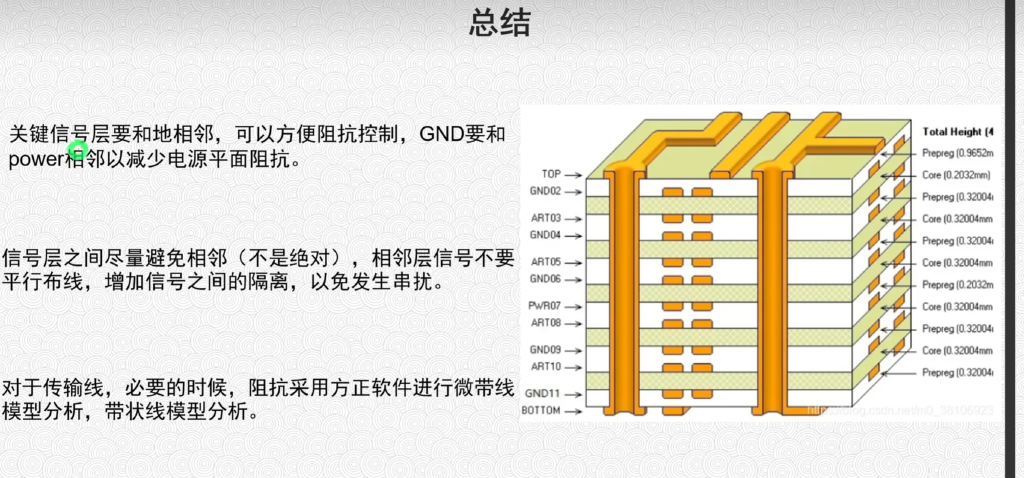 总结
关键信号层要和地相邻，可以方便阻抗控制，GND要和
power相邻以减少电源平面阻抗。
信号层之间尽量避免相邻（不是绝对），相邻层信号不要
平行布线，增加信号之间的隔离，以免发生串扰。
对于传输线，必要的时候，阻抗采用方正软件进行微带线
模型分析，带状线模型分析。
TOP
GND02
ART03
GND04
ART05
GND06
PWR07
ART08
GND09
ART10
GND11
BOTTOM
Total Height (4
Prepreg (0.9652m
Core (0.2032mm)
Prepreg (0.32004
Core (0.32004mm
Prepreg (0.32004
Core (0.32004mm
Prepreg (0.2032m
Core (0.32004mm
Prepreg (0.32004
Core (0.32004mm
Prepreg (0.32004